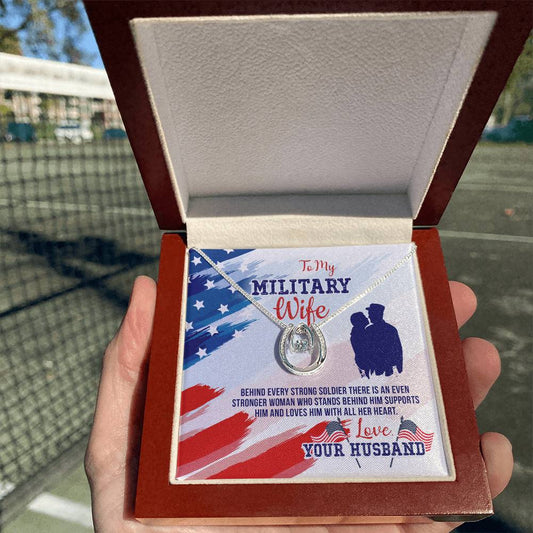 To My
MILITARY
Wife
BEHIND EVERY STRONG SOLDIER THERE IS AN EVEN
STRONGER WOMAN WHO STANDS BEHIND HIM SUPPORTS
HIM AND LOVES HIM WITH ALL HER HEART.
Love
YOUR HUSBAND